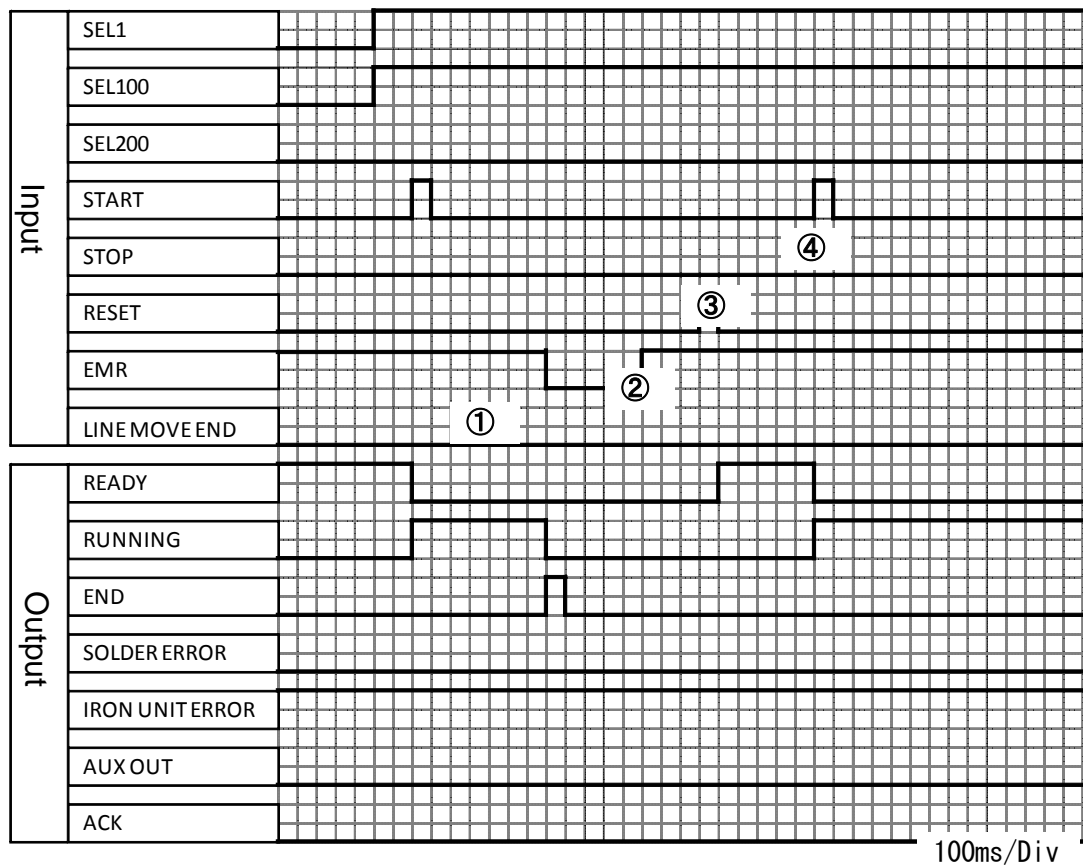 Input
SEL1
SEL100
SEL200
START
STOP
④
RESET
③
EMR
②
LINE MOVE END
①
Output
READY
RUNNING
END
SOLDER ERROR
IRON UNIT ERROR
AUX OUT
ACK
100ms/Div